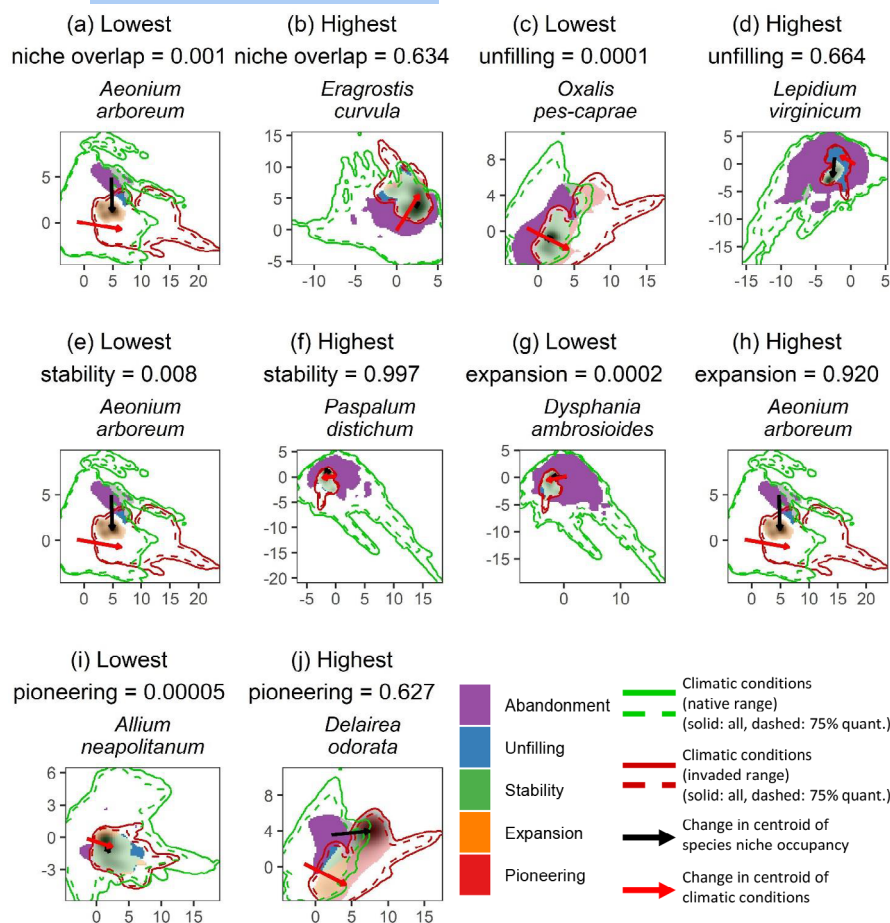 (a) Lowest
niche overlap = 0.001
Aeonium
arboreum
5
0
0 5 10 15 20
(b) Highest
niche overlap = 0.634
Eragrostis
curvula
15
10
5
0
-5
-10 -5 0 5
(c) Lowest
unfilling = 0.0001
Oxalis
pes-caprae
10
5
0
0 5 10 15
(d) Highest
unfilling = 0.664
Lepidium
virginicum
5
0
-5
-10
-15
-15 -10 -5 0 5
(e) Lowest
stability = 0.008
Aeonium
arboreum
5
0
0 5 10 15 20
(f) Highest
stability = 0.997
Paspalum
distichum
5
0
-5
-10
-15
-20
-5 0 5 10 15
(g) Lowest
expansion = 0.0002
Dysphania
ambrosioides
5
0
-5
-10
-15
0 10
(h) Highest
expansion = 0.920
Aeonium
arboreum
5
0
0 5 10 15 20
(i) Lowest
pioneering = 0.00005
Allium
neapolitanum
6
3
0
-3
0 5 10 15
(j) Highest
pioneering = 0.627
Delairea
odorata
8
4
0
0 5 10 15
Abandonment
Unfilling
Stability
Expansion
Pioneering
Climatic conditions
(native range)
(solid: all, dashed: 75% quant.)
Climatic conditions
(invaded range)
(solid: all, dashed: 75% quant.)
Change in centroid of
species niche occupancy
Change in centroid of
climatic conditions